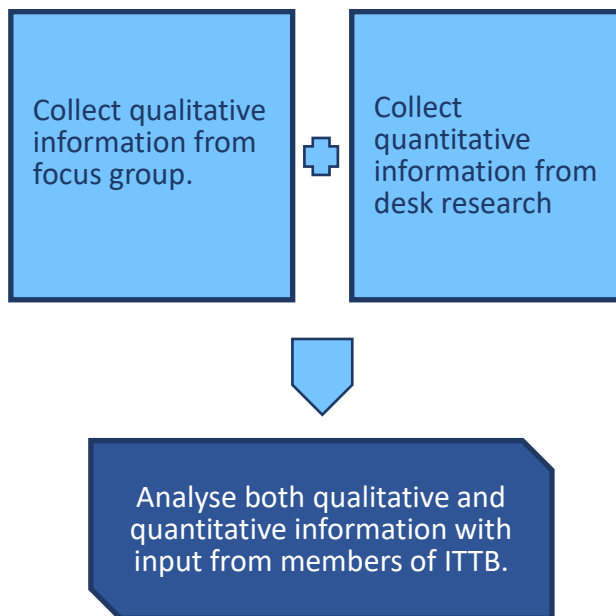 Collect qualitative
information from
focus group.
Collect
quantitative
information from
desk research
Analyse both qualitative and
quantitative information with
input from members of ITTB.